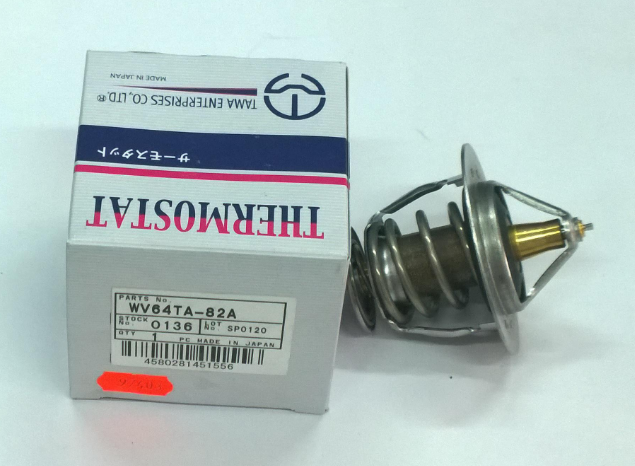 MADE IN JAPAN
TAMA ENTERPRISES CO., LTD.®
サーモスタット
THERMOSTAT
PARTS No.
WV64TA-82A
STOCK No. 0136 LOT No SP0120
QTY 1 PC MADE IN JAPAN
4580281451556